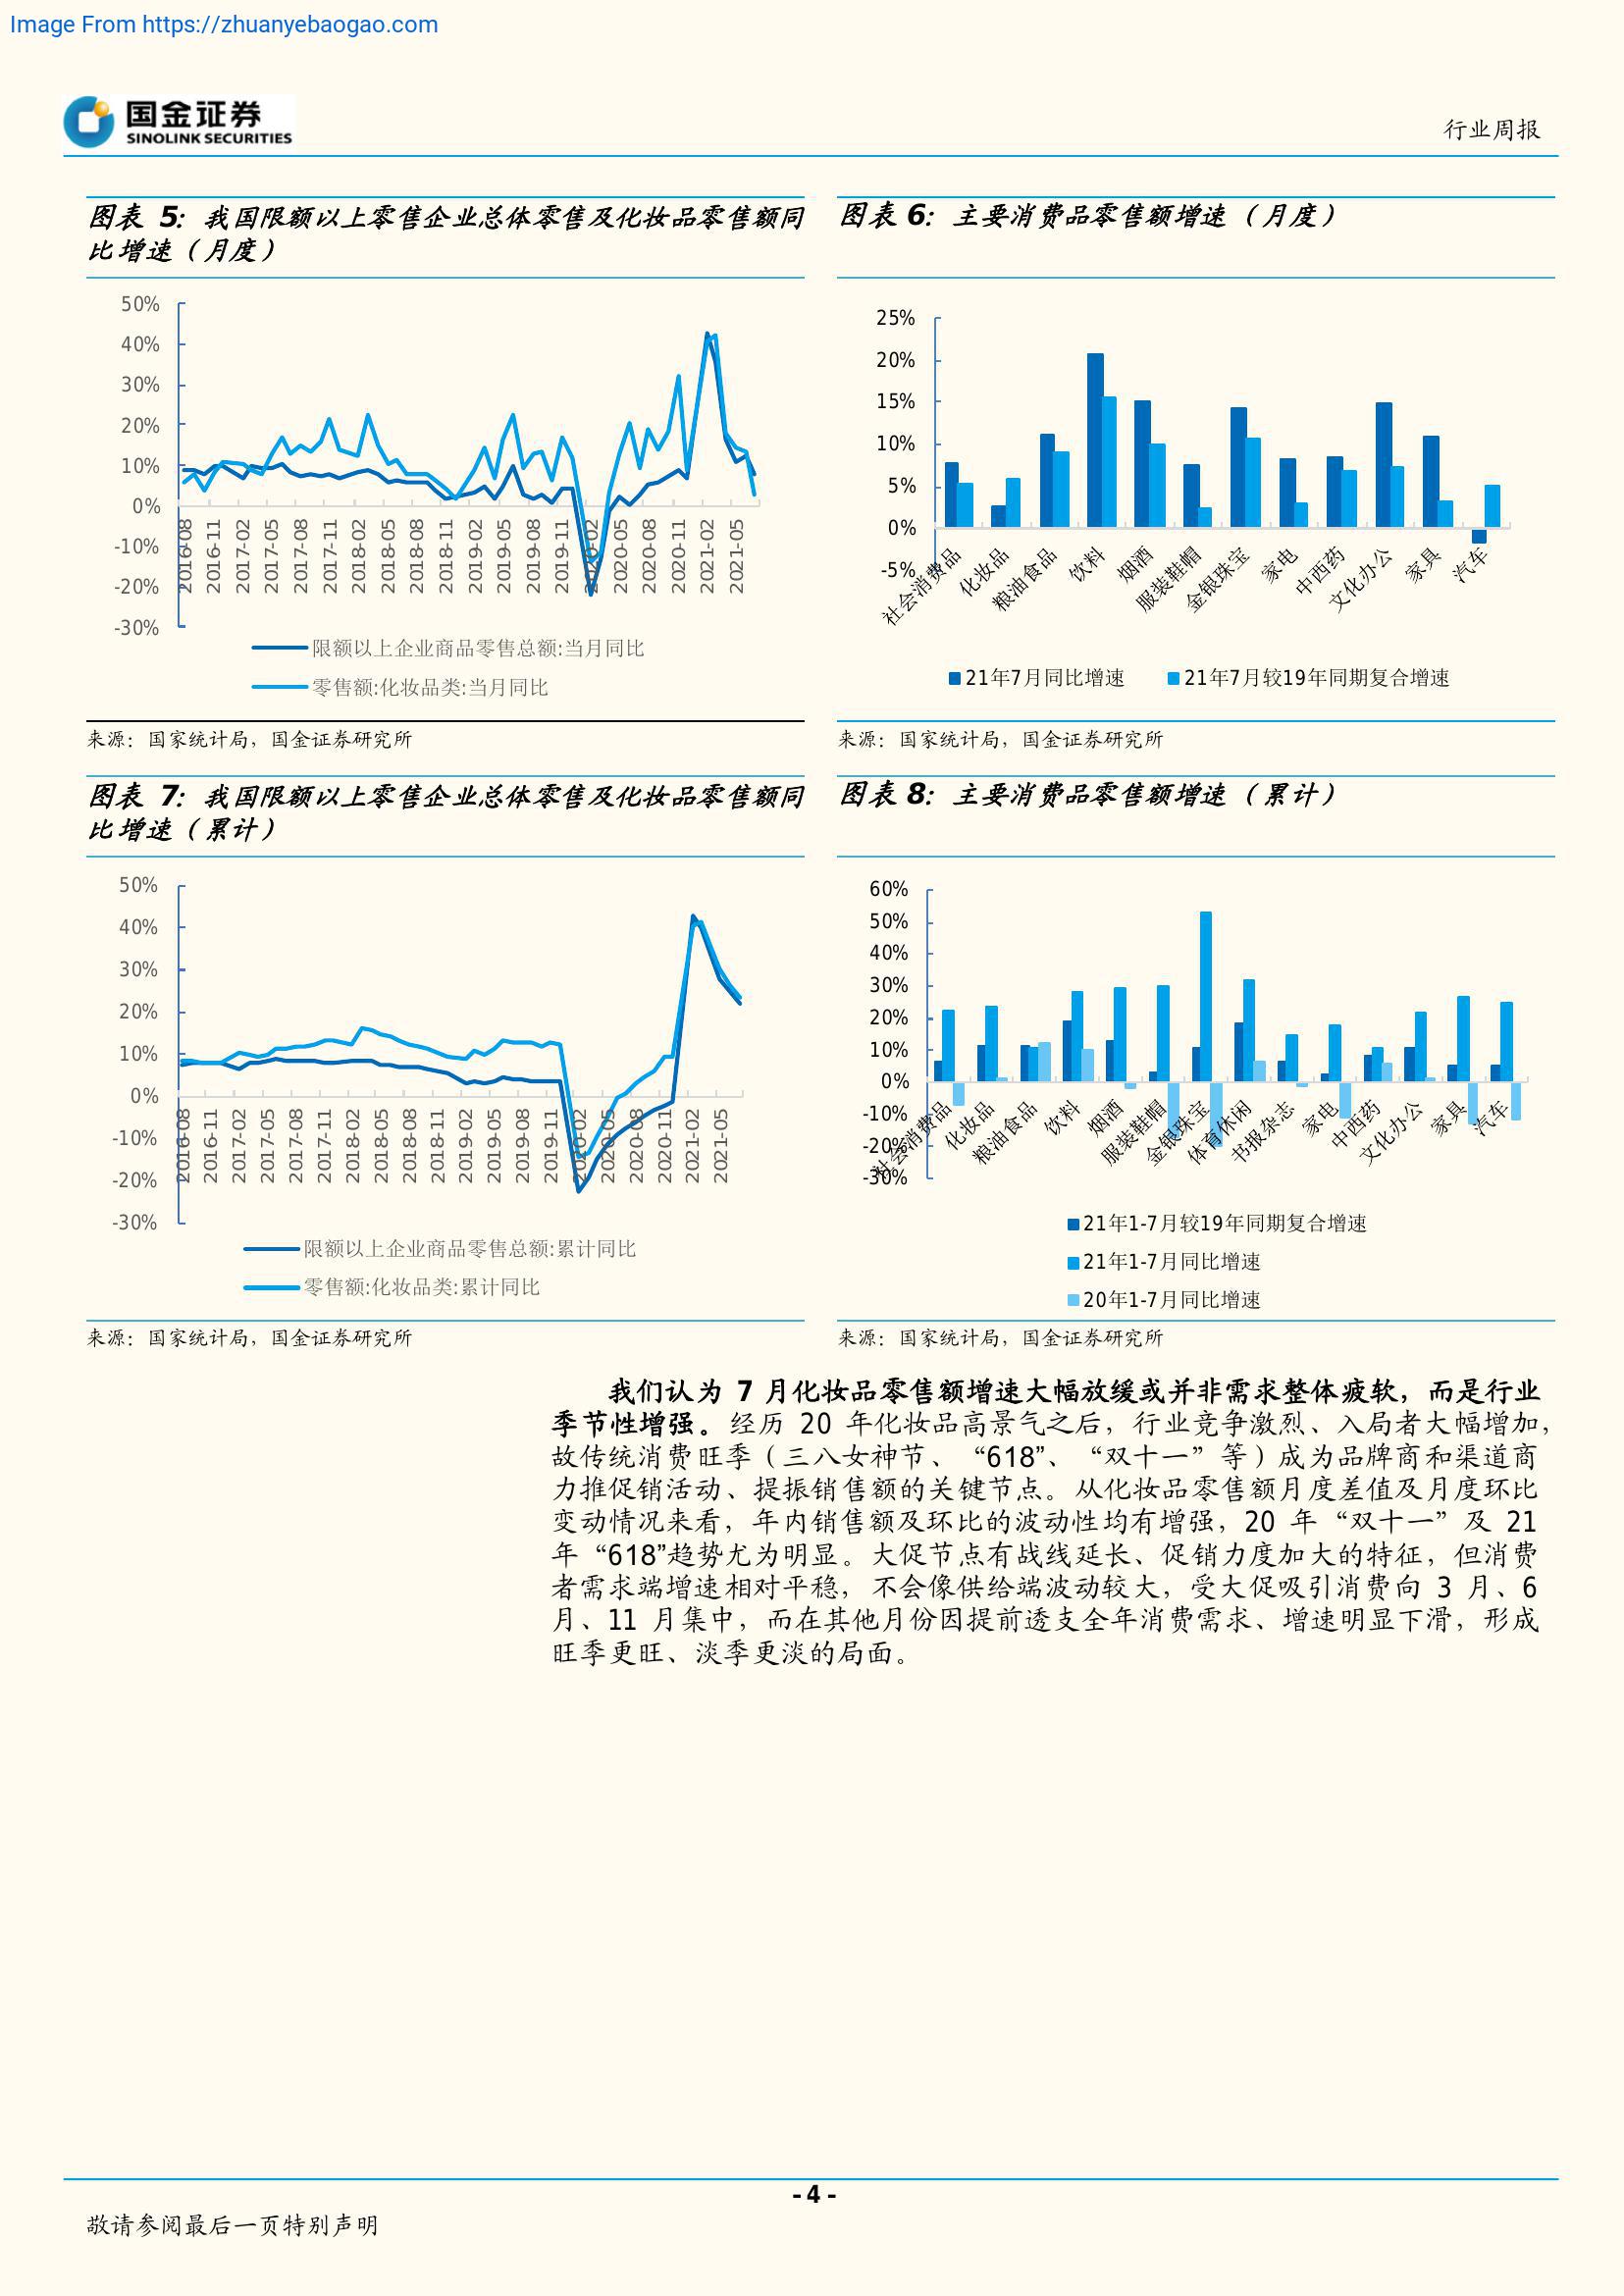 Image From https://zhuanyebaogao.com
国金证券
SINOLINK SECURITIES
行业周报
图表 5：我国限额以上零售企业总体零售及化妆品零售额同
比增速（月度）
50%
40%
30%
20%
10%
0%
-10%
-20%
-30%
2016-08
2016-11
2017-02
2017-05
2017-08
2017-11
2018-02
2018-05
2018-08
2018-11
2019-02
2019-05
2019-08
2019-11
2020-02
2020-05
2020-08
2020-11
2021-02
2021-05
限额以上企业商品零售总额:当月同比
零售额:化妆品类:当月同比
来源：国家统计局，国金证券研究所
图表 6：主要消费品零售额增速（月度）
25%
20%
15%
10%
5%
0%
-5%
社会消费品
化妆品
粮油食品
饮料
烟酒
服装鞋帽
金银珠宝
家电
中西药
文化办公
家具
汽车
21年7月同比增速
21年7月较19年同期复合增速
来源：国家统计局，国金证券研究所
图表 7：我国限额以上零售企业总体零售及化妆品零售额同
比增速（累计）
50%
40%
30%
20%
10%
0%
-10%
-20%
-30%
2016-08
2016-11
2017-02
2017-05
2017-08
2017-11
2018-02
2018-05
2018-08
2018-11
2019-02
2019-05
2019-08
2019-11
2020-02
2020-05
2020-08
2020-11
2021-02
2021-05
限额以上企业商品零售总额:累计同比
零售额:化妆品类:累计同比
来源：国家统计局，国金证券研究所
图表 8：主要消费品零售额增速（累计）
60%
50%
40%
30%
20%
10%
0%
-10%
-20%
-30%
社会消费品
化妆品
粮油食品
饮料
烟酒
服装鞋帽
金银珠宝
体育休闲
书报杂志
家电
中西药
文化办公
家具
汽车
21年1-7月较19年同期复合增速
21年1-7月同比增速
20年1-7月同比增速
来源：国家统计局，国金证券研究所
我们认为 7 月化妆品零售额增速大幅放缓或并非需求整体疲软，而是行业
季节性增强。经历 20 年化妆品高景气之后，行业竞争激烈、入局者大幅增加，
故传统消费旺季（三八女神节、“618”、“双十一”等）成为品牌商和渠道商
力推促销活动、提振销售额的关键节点。从化妆品零售额月度差值及月度环比
变动情况来看，年内销售额及环比的波动性均有增强，20 年“双十一”及 21
年“618”趋势尤为明显。大促节点有战线延长、促销力度加大的特征，但消费
者需求端增速相对平稳，不会像供给端波动较大，受大促吸引消费向 3 月、6
月、11 月集中，而在其他月份因提前透支全年消费需求、增速明显下滑，形成
旺季更旺、淡季更淡的局面。
- 4 -
敬请参阅最后一页特别声明